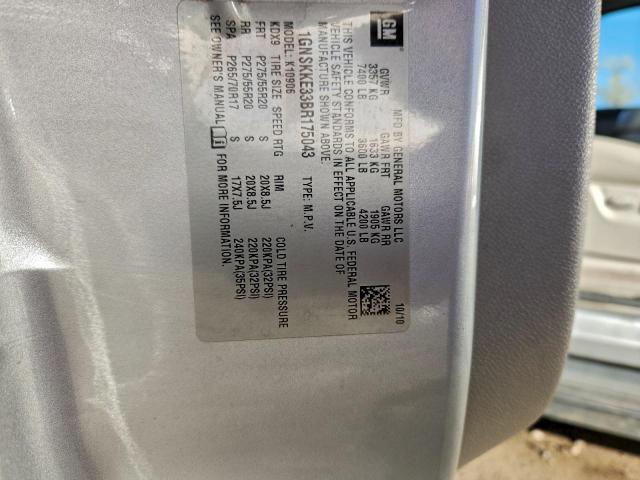 GM
MFD BY GENERAL MOTORS LLC 10/10
GVWR GAWR FRT GAWR RR
3357 KG 1633 KG 1905 KG
7400 LB 3600 LB 4200 LB
THIS VEHICLE CONFORMS TO ALL APPLICABLE U.S. FEDERAL MOTOR
VEHICLE SAFETY STANDARDS IN EFFECT ON THE DATE OF
MANUFACTURE SHOWN ABOVE.
1GNSKKE33BR175043 TYPE: M.P.V.
MODEL: K10906
KDX9 TIRE SIZE SPEED RTG RIM COLD TIRE PRESSURE
FRT P275/55R20 S 20X8.5J 220KPA(32PSI)
RR P275/55R20 S 20X8.5J 220KPA(32PSI)
SPA P265/70R17 S 17X7.5J 240KPA(35PSI)
SEE OWNER'S MANUAL FOR MORE INFORMATION.